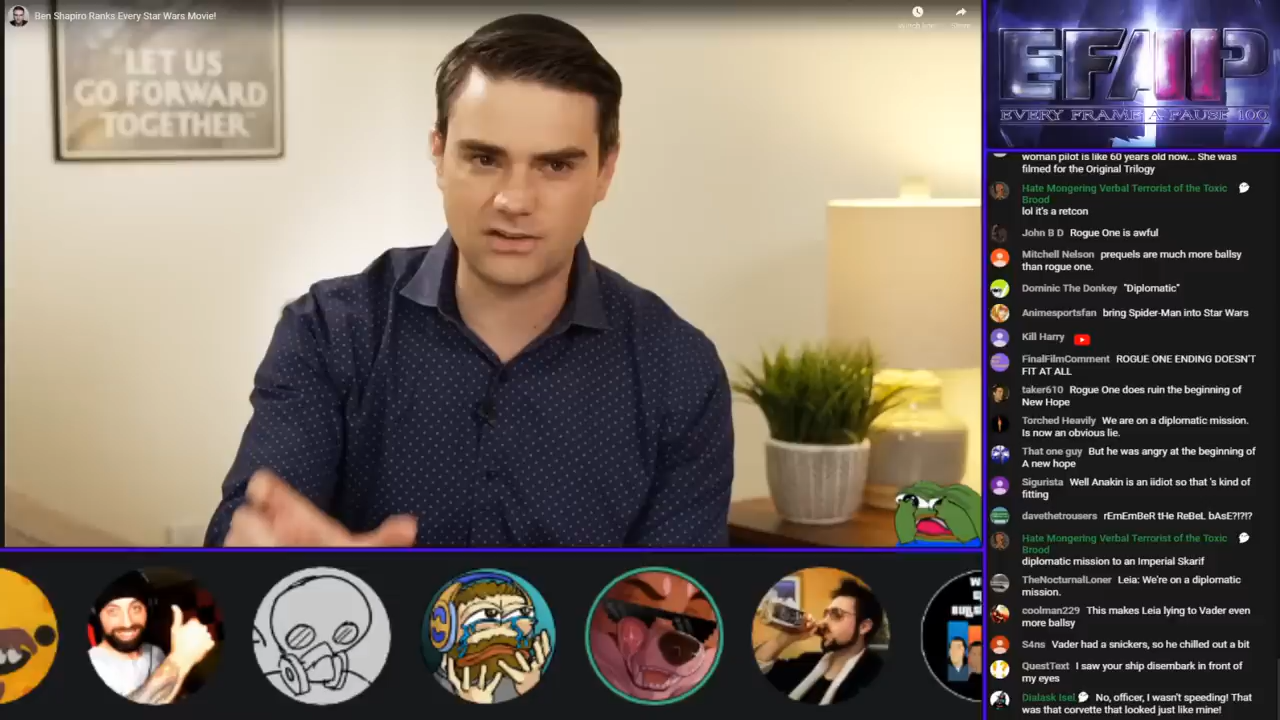 Ben Shapiro Ranks Every Star Wars Movie!
Share
"LET US
GO FORWARD
TOGETHER"
EFAP
EVERY FRAME A PAUSE 100
woman pilot is like 60 years old now... She was
filmed for the Original Trilogy
Hate Mongering Verbal Terrorist of the Toxic
Brood
lol it's a retcon
John B D Rogue One is awful
Mitchell Nelson prequels are much more ballsy
than rogue one.
Dominic The Donkey "Diplomatic"
Animesportsfan bring Spider-Man into Star Wars
Kill Harry
FinalFilmComment ROGUE ONE ENDING DOESN'T
FIT AT ALL
taker610 Rogue One does ruin the beginning of
New Hope
Torched Heavily We are on a diplomatic mission.
Is now an obvious lie.
That one guy But he was angry at the beginning of
A new hope
Sigurista Well Anakin is an iidiot so that 's kind of
fitting
davethetrousers rEmEmBeR tHe ReBeL bAsE?!?!?
Hate Mongering Verbal Terrorist of the Toxic
Brood
diplomatic mission to an Imperial Skarif
TheNocturnalLoner Leia: We're on a diplomatic
mission.
coolman229 This makes Leia lying to Vader even
more ballsy
S4ns Vader had a snickers, so he chilled out a bit
QuestText I saw your ship disembark in front of
my eyes
Dialask Isel No, officer, I wasn't speeding! That
was that corvette that looked just like mine!